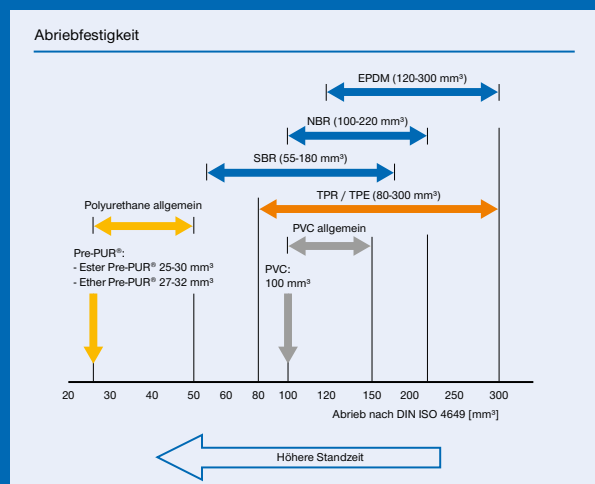 Abriebfestigkeit
EPDM (120-300 mm³)
NBR (100-220 mm³)
SBR (55-180 mm³)
Polyurethane allgemein
TPR / TPE (80-300 mm³)
PVC allgemein
Pre-PUR®:
- Ester Pre-PUR® 25-30 mm³
- Ether Pre-PUR® 27-32 mm³
PVC:
100 mm³
20 30 40 50 60 80 100 120 150 200 250 300
Abrieb nach DIN ISO 4649 [mm³]
Höhere Standzeit